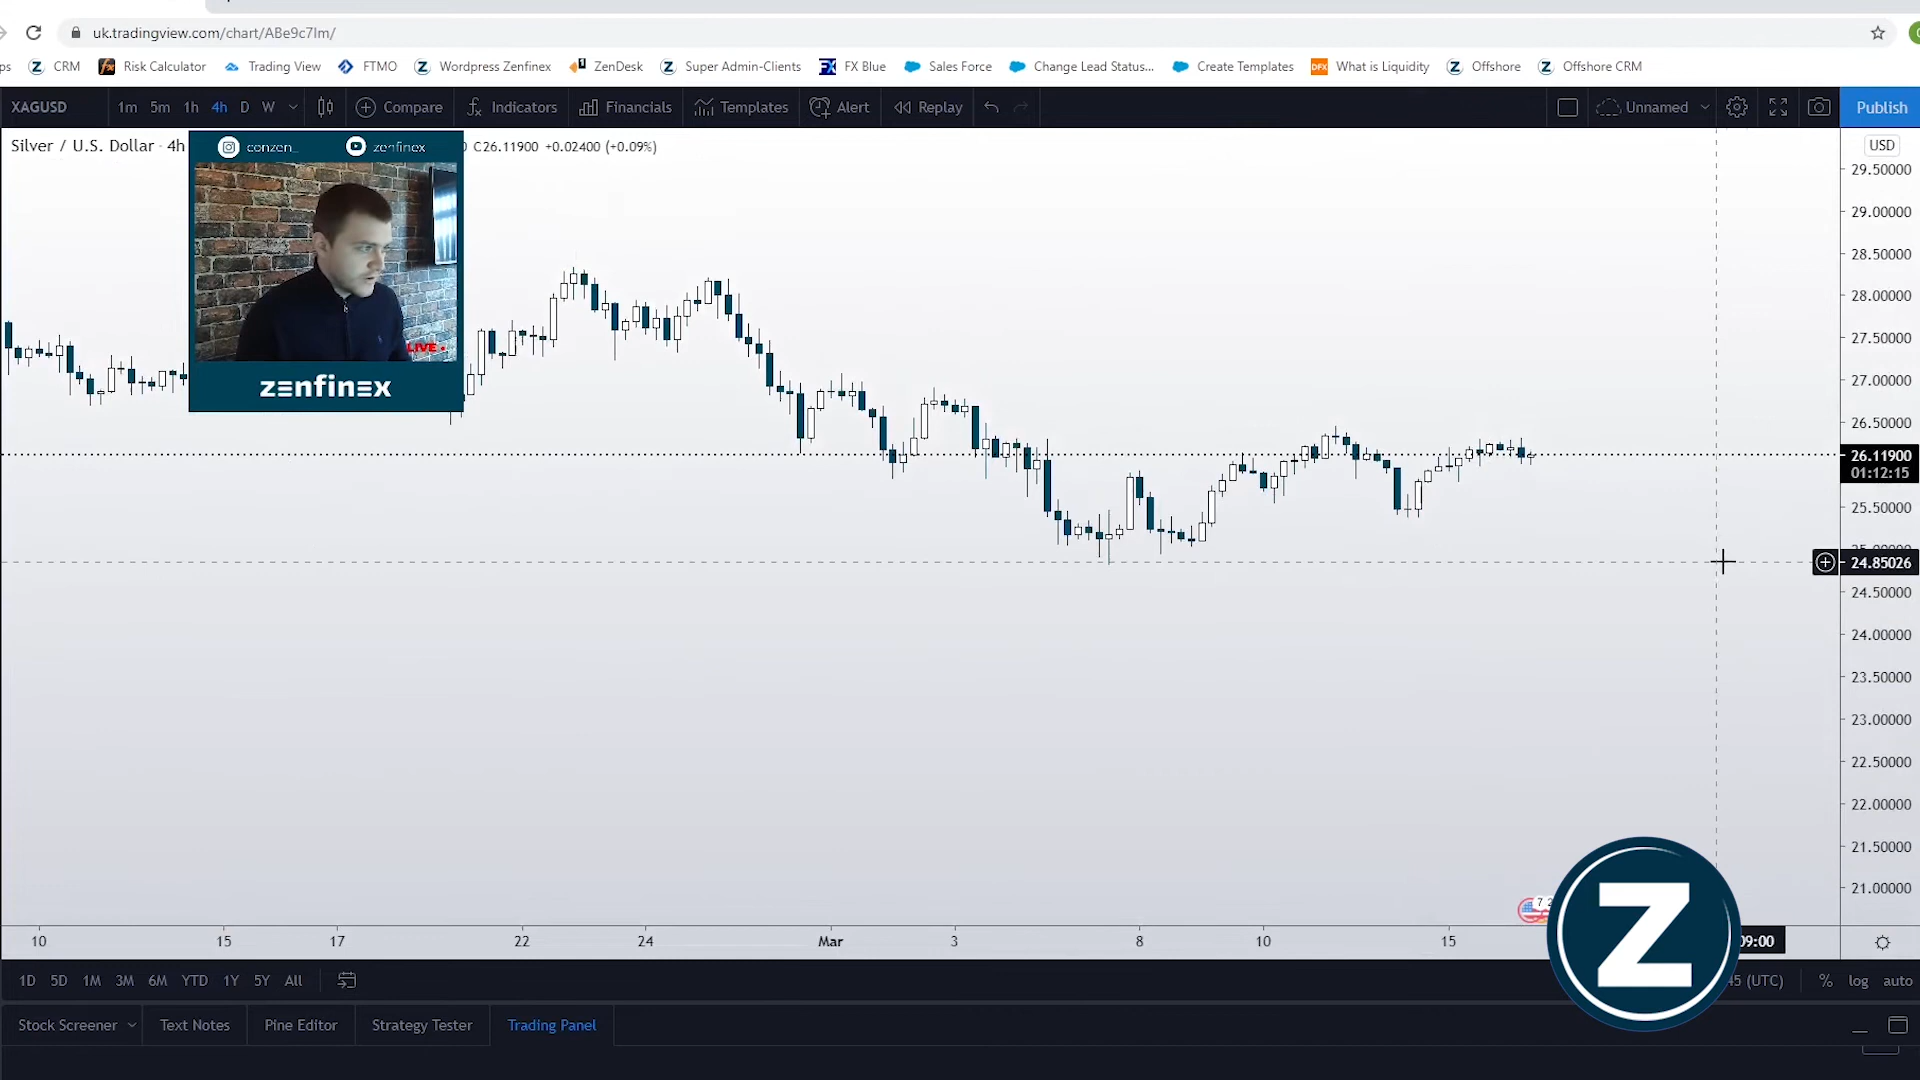 uk.tradingview.com/chart/ABe9c7lm/
ps CRM Risk Calculator Trading View FTMO Wordpress Zenfinex ZenDesk Super Admin-Clients FX Blue Sales Force Change Lead Status... Create Templates What is Liquidity Offshore Offshore CRM
XAGUSD 1m 5m 1h 4h D W Compare Indicators Financials Templates Alert Replay Unnamed Publish
Silver / U.S. Dollar · 4h C26.11900 +0.02400 (+0.09%)
USD
conzen_ zenfinex
LIVE
zenfinex
29.50000
29.00000
28.50000
28.00000
27.50000
27.00000
26.50000
26.11900
01:12:15
25.50000
24.85026
24.50000
24.00000
23.50000
23.00000
22.50000
22.00000
21.50000
21.00000
10 15 17 22 24 Mar 3 8 10 15 09:00
Z
1D 5D 1M 3M 6M YTD 1Y 5Y All (UTC) % log auto
Stock Screener Text Notes Pine Editor Strategy Tester Trading Panel